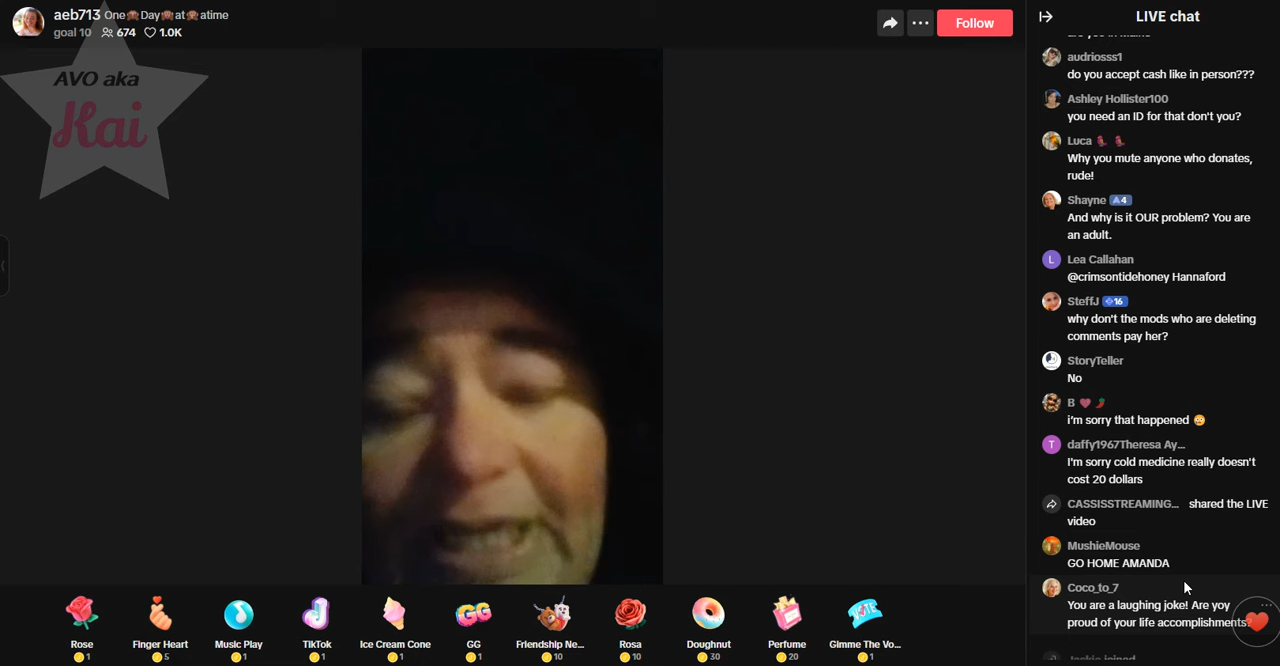 aeb713 One🙈Day🙈at🙈atime
goal 10 674 1.0K
Follow
AVO aka
Kai
LIVE chat
audriosss1
do you accept cash like in person???
Ashley Hollister100
you need an ID for that don't you?
Luca
Why you mute anyone who donates,
rude!
Shayne 4
And why is it OUR problem? You are
an adult.
L Lea Callahan
@crimsontidehoney Hannaford
SteffJ 16
why don't the mods who are deleting
comments pay her?
StoryTeller
No
B ❤️ 🌶️
i'm sorry that happened 😳
T daffy1967Theresa Ay...
I'm sorry cold medicine really doesn't
cost 20 dollars
CASSISSTREAMING... shared the LIVE
video
MushieMouse
GO HOME AMANDA
Coco_to_7
You are a laughing joke! Are yoy
proud of your life accomplishments?
Jackie joined
GG
VOTE
Rose Finger Heart Music Play TikTok Ice Cream Cone GG Friendship Ne... Rosa Doughnut Perfume GImme The Vo...
1 5 1 1 1 1 10 10 30 20 1